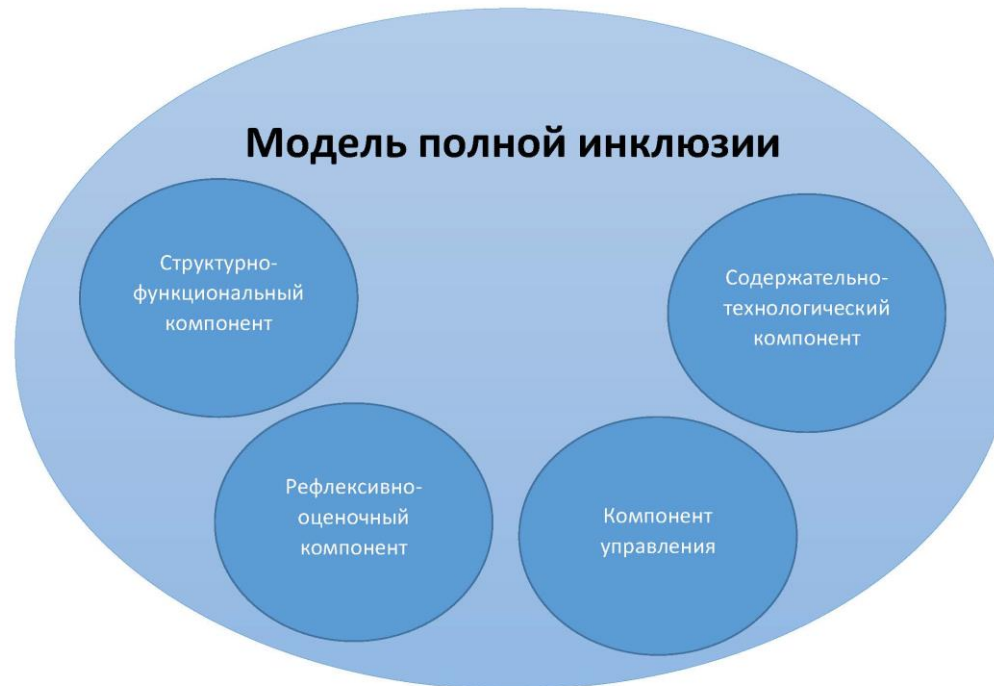 Модель полной инклюзии
Структурно-
функциональный
компонент
Содержательно-
технологический
компонент
Рефлексивно-
оценочный
компонент
Компонент
управления